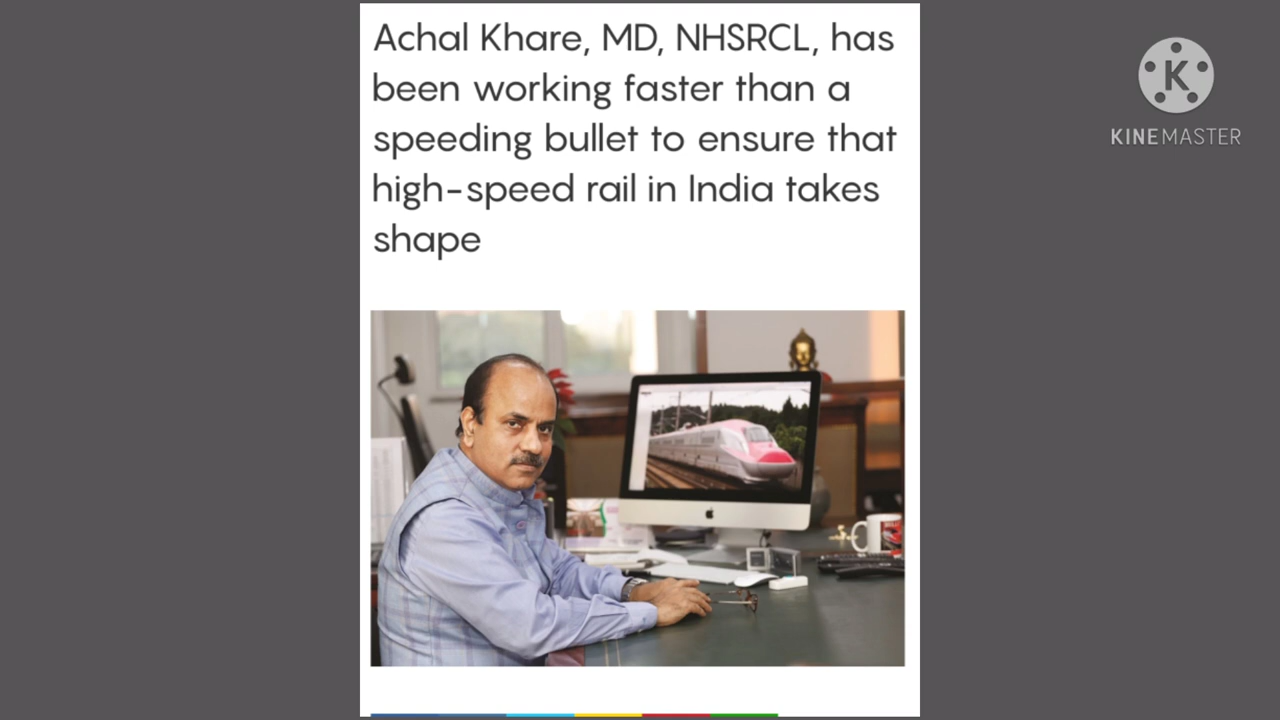 Achal Khare, MD, NHSRCL, has
been working faster than a
speeding bullet to ensure that
high-speed rail in India takes
shape
K
KINEMASTER